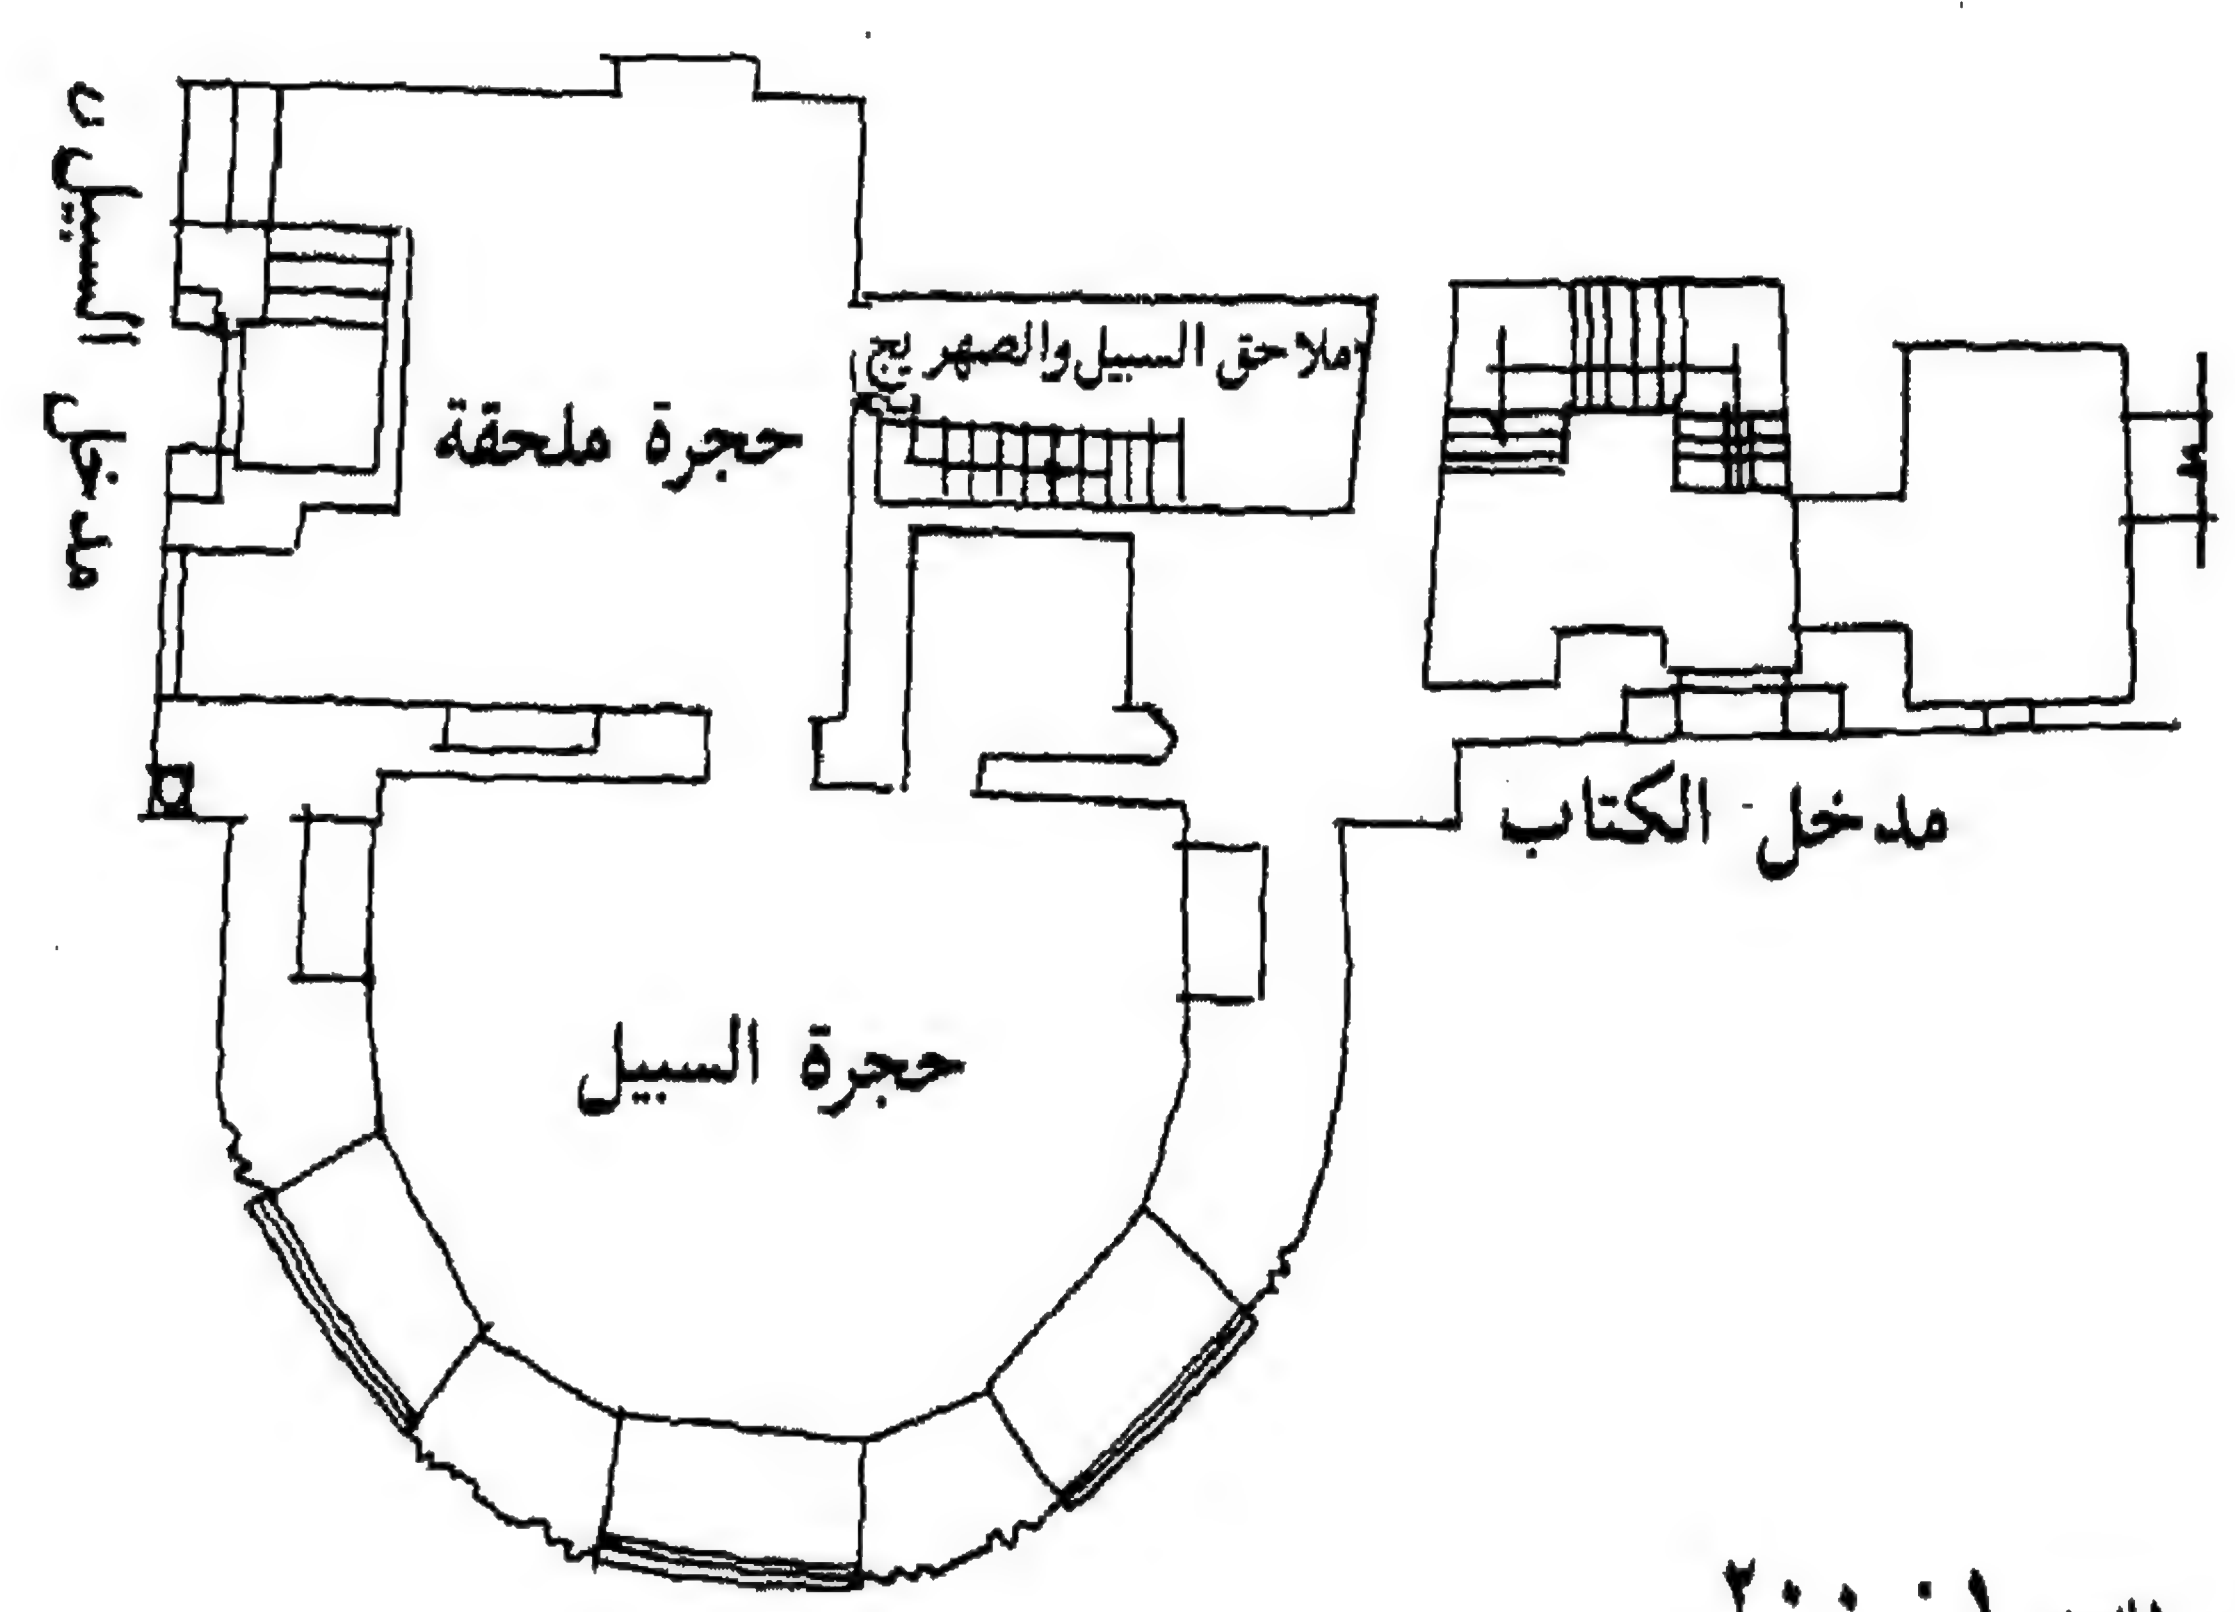 مدخل السبيل
ملاحق السبيل والصهريج
حجرة ملحقة
مدخل الكتاب
حجرة السبيل